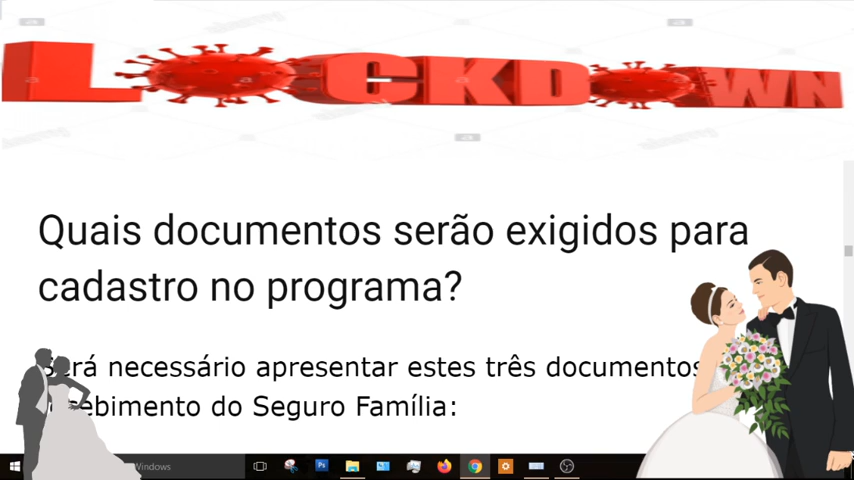 LOCKDOWN
Quais documentos serão exigidos para
cadastro no programa?
necessário apresentar estes três documentos
do Seguro Família:
Windows